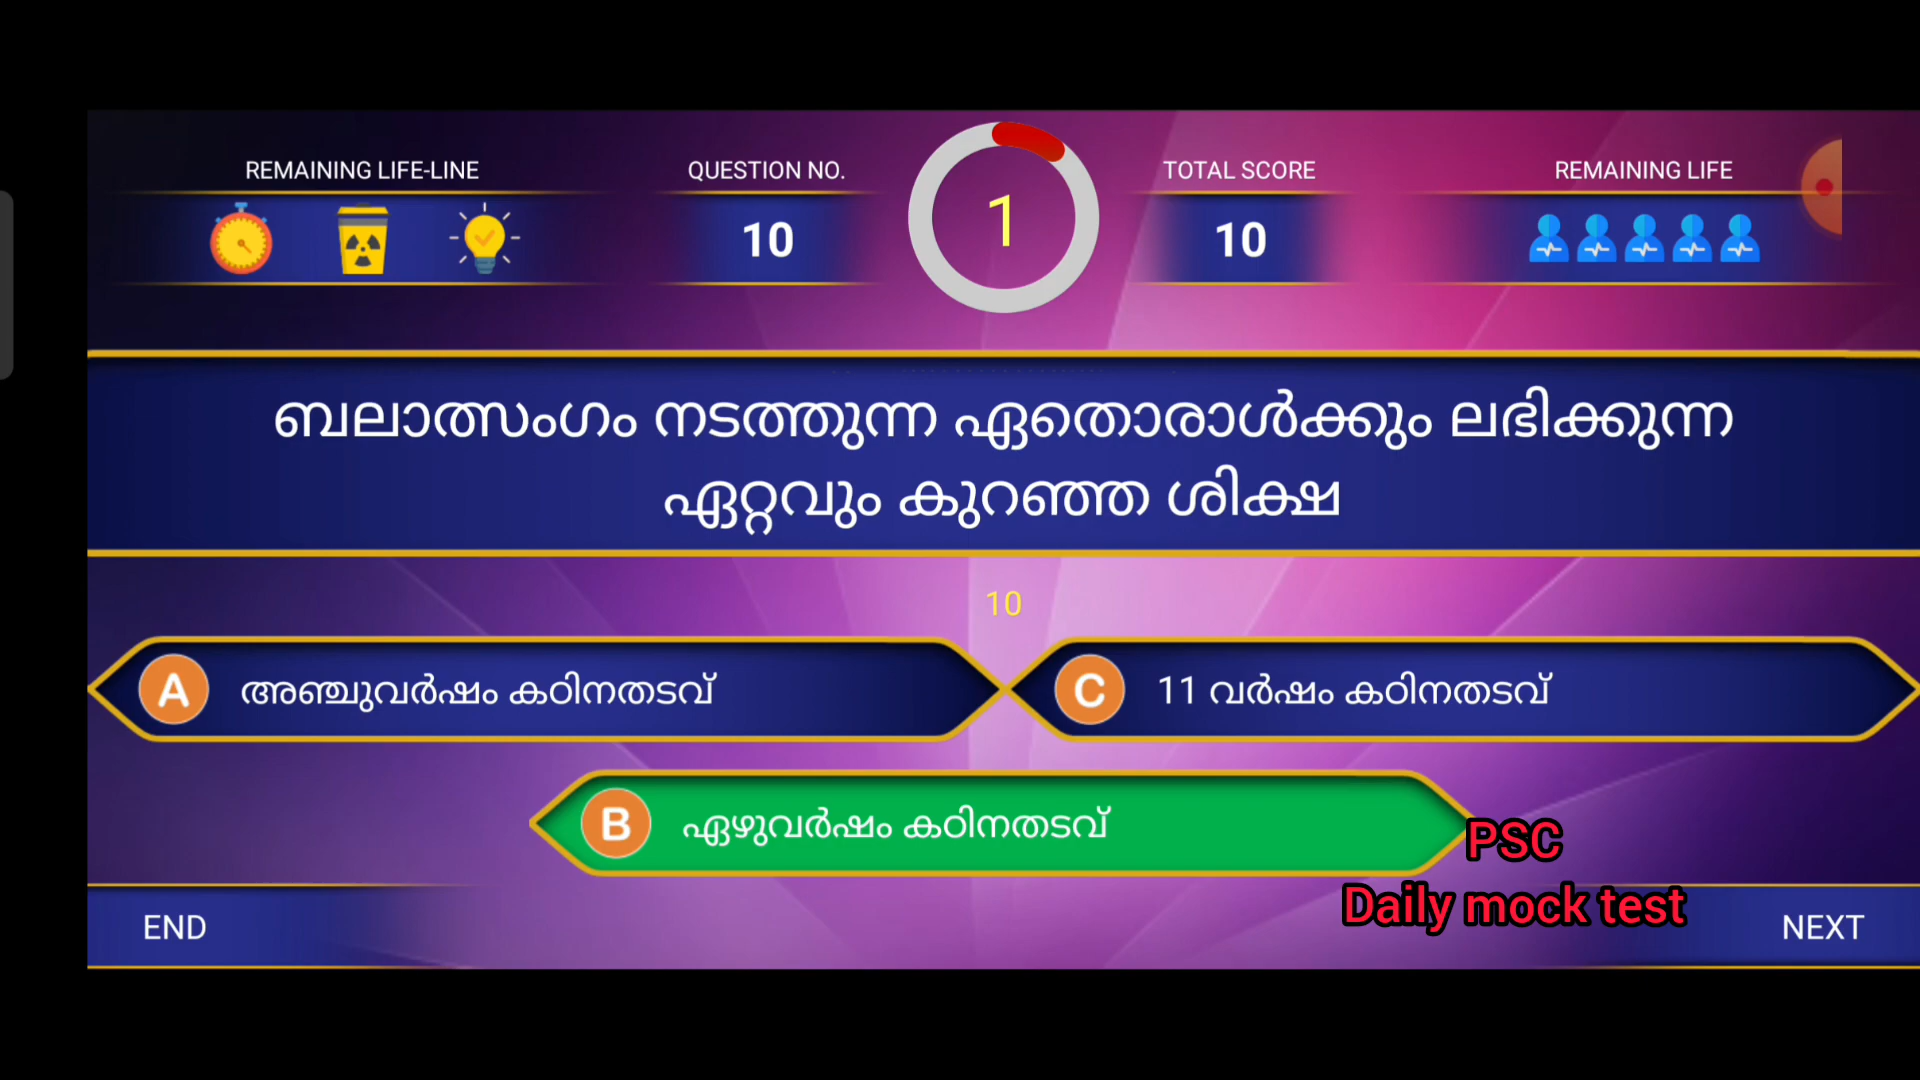 REMAINING LIFE-LINE
QUESTION NO.
10
1
TOTAL SCORE
10
REMAINING LIFE
ബലാത്സംഗം നടത്തുന്ന ഏതൊരാൾക്കും ലഭിക്കുന്ന
ഏറ്റവും കുറഞ്ഞ ശിക്ഷ
10
A അഞ്ചുവർഷം കഠിനതടവ്
C 11 വർഷം കഠിനതടവ്
B ഏഴുവർഷം കഠിനതടവ്
PSC
Daily mock test
END
NEXT